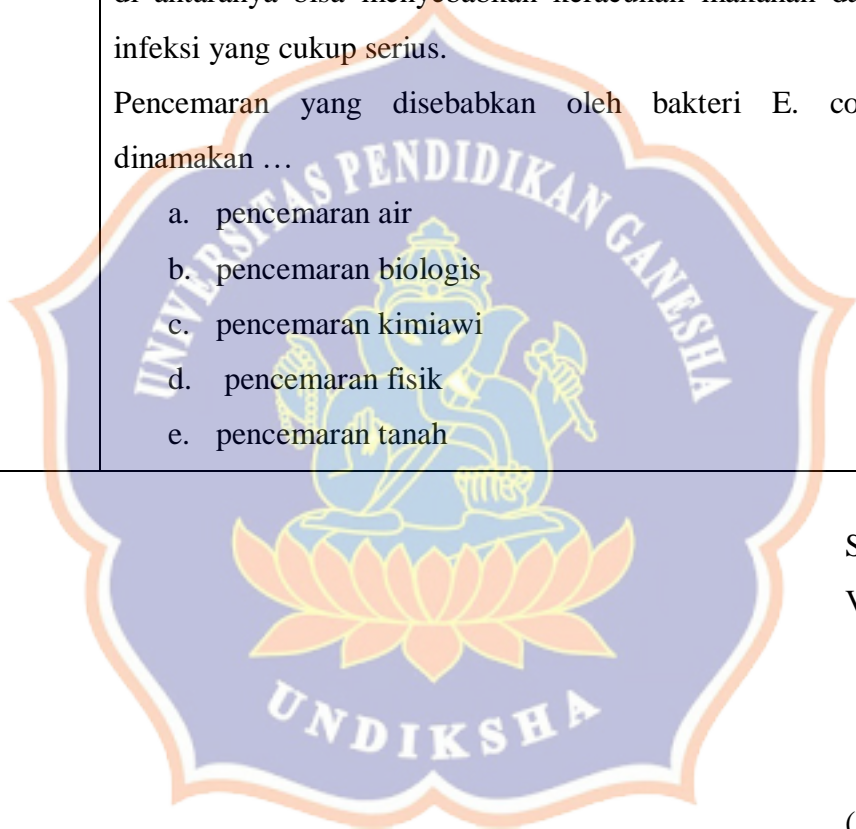 infeksi yang cukup serius.
Pencemaran yang disebabkan oleh bakteri E. co
dinamakan …
a. pencemaran air
b. pencemaran biologis
c. pencemaran kimiawi
d. pencemaran fisik
e. pencemaran tanah
S
V
(
UNIVERSITAS PENDIDIKAN GANESHA
UNDIKSHA